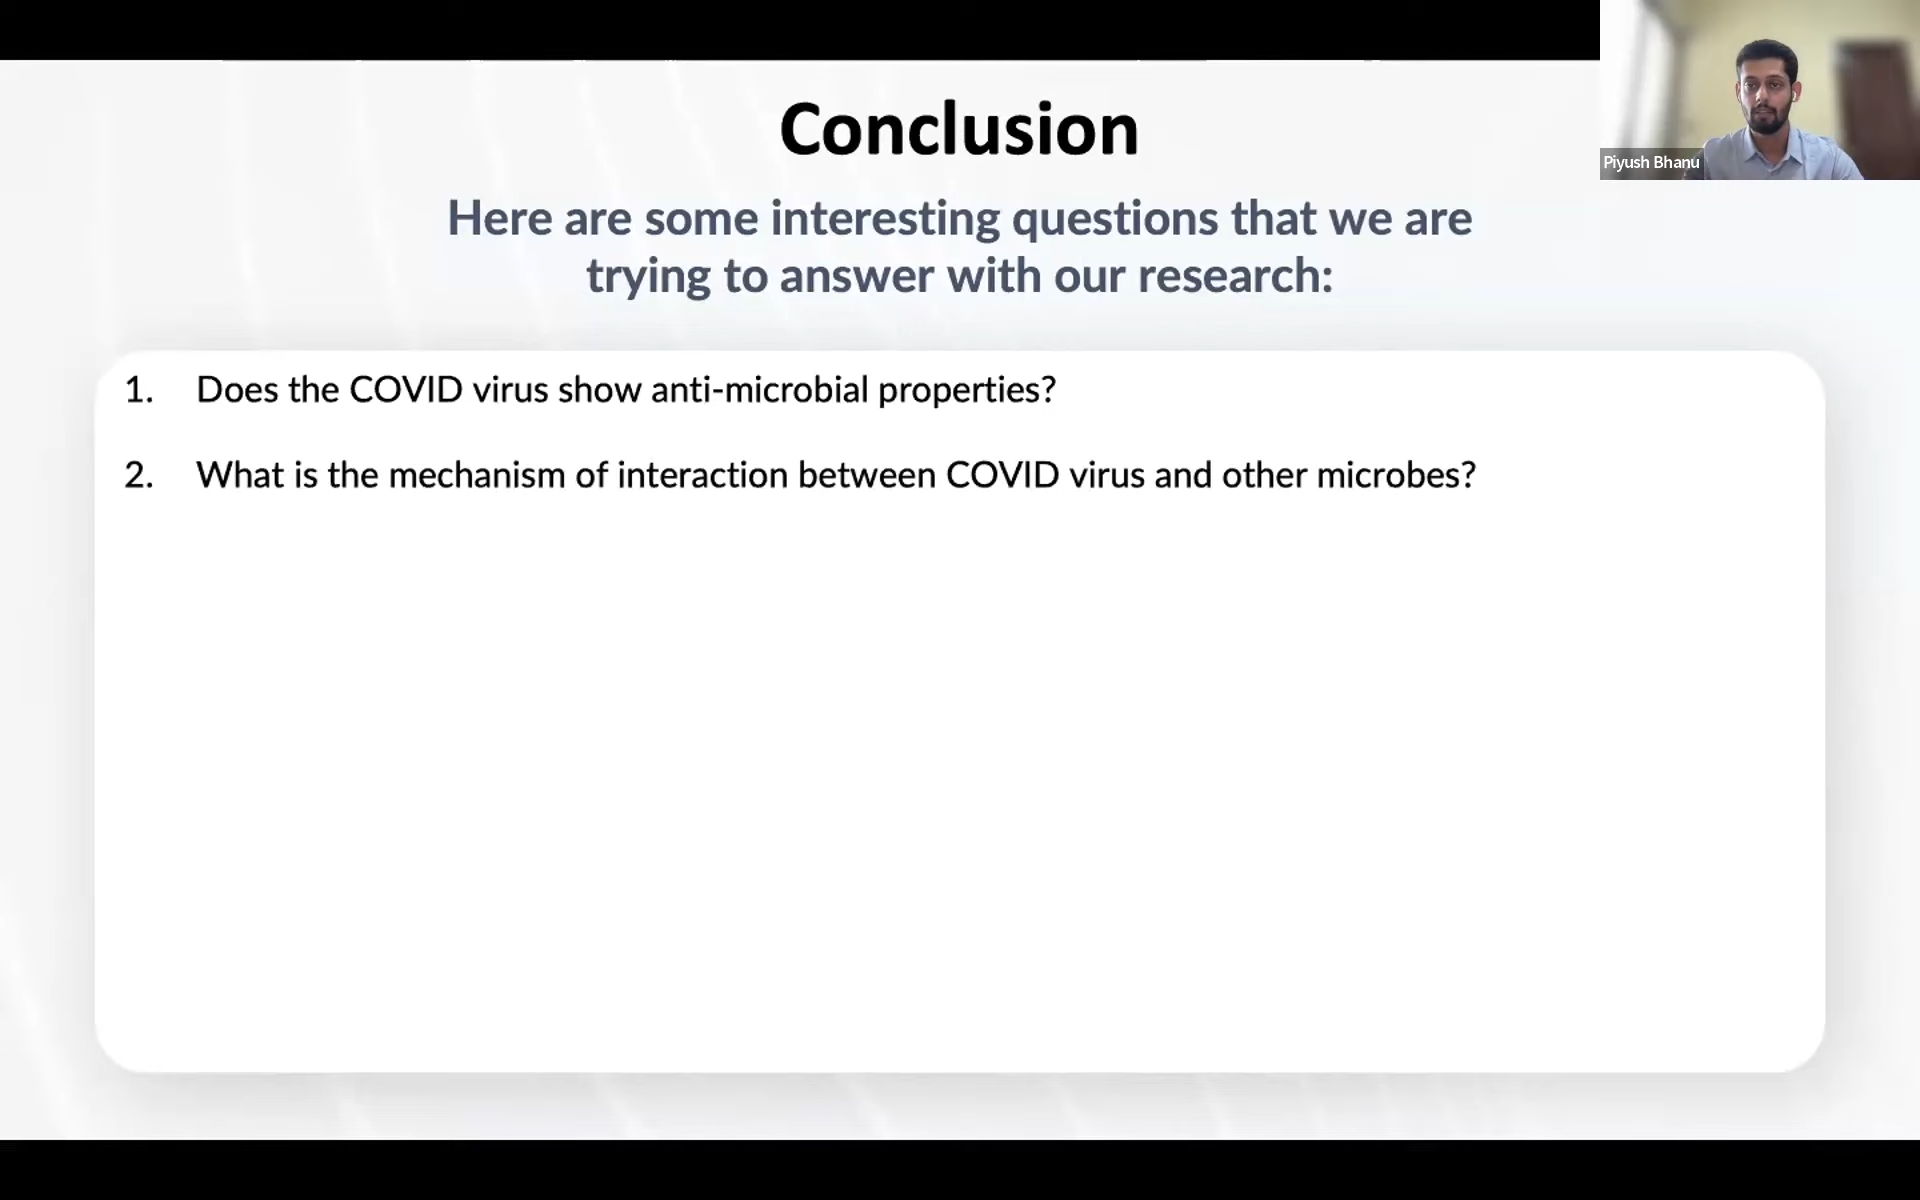 Conclusion
Here are some interesting questions that we are
trying to answer with our research:
1. Does the COVID virus show anti-microbial properties?
2. What is the mechanism of interaction between COVID virus and other microbes?
Piyush Bhanu